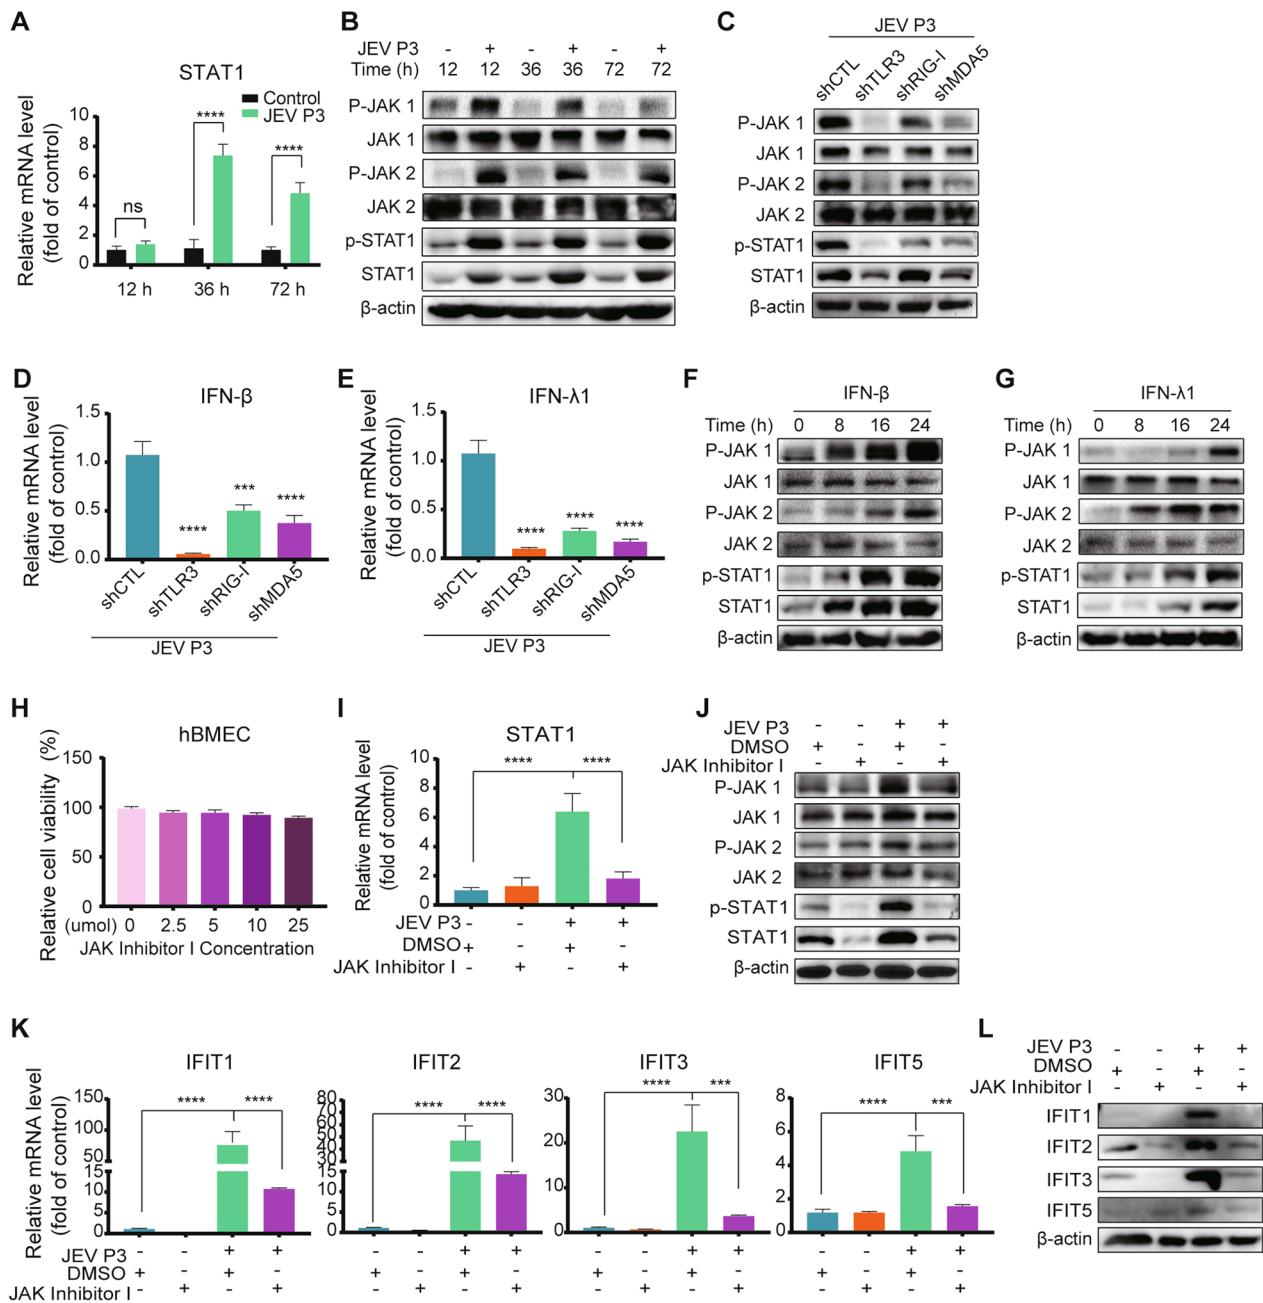 A
STAT1
Control
JEV P3
Relative mRNA level
(fold of control)
10
8
6
4
2
0
ns
****
****
12 h 36 h 72 h
B
JEV P3 - + - + - +
Time (h) 12 12 36 36 72 72
P-JAK 1
JAK 1
P-JAK 2
JAK 2
p-STAT1
STAT1
β-actin
C
JEV P3
shCTL shTLR3 shRIG-I shMDA5
P-JAK 1
JAK 1
P-JAK 2
JAK 2
p-STAT1
STAT1
β-actin
D
IFN-β
Relative mRNA level
(fold of control)
1.5
1.0
0.5
0.0
**** *** ****
shCTL shTLR3 shRIG-I shMDA5
JEV P3
E
IFN-λ1
Relative mRNA level
(fold of control)
1.5
1.0
0.5
0.0
**** **** ****
shCTL shTLR3 shRIG-I shMDA5
JEV P3
F
IFN-β
Time (h) 0 8 16 24
P-JAK 1
JAK 1
P-JAK 2
JAK 2
p-STAT1
STAT1
β-actin
G
IFN-λ1
Time (h) 0 8 16 24
P-JAK 1
JAK 1
P-JAK 2
JAK 2
p-STAT1
STAT1
β-actin
H
hBMEC
Relative cell viability (%)
150
100
50
0
(umol) 0 2.5 5 10 25
JAK Inhibitor I Concentration
I
STAT1
Relative mRNA level
(fold of control)
10
8
6
4
2
0
**** ****
JEV P3 - - + +
DMSO + - + -
JAK Inhibitor I - + - +
J
JEV P3 - - + +
DMSO + - + -
JAK Inhibitor I - + - +
P-JAK 1
JAK 1
P-JAK 2
JAK 2
p-STAT1
STAT1
β-actin
K
Relative mRNA level
(fold of control)
IFIT1
150
100
50
15
10
5
0
**** ****
JEV P3 - - + +
DMSO + - + -
JAK Inhibitor I - + - +
IFIT2
80
70
60
50
40
30
15
10
5
0
**** ****
- - + +
+ - + -
- + - +
IFIT3
30
20
10
0
**** ***
- - + +
+ - + -
- + - +
IFIT5
8
6
4
2
0
**** ***
- - + +
+ - + -
- + - +
L
JEV P3 - - + +
DMSO + - + -
JAK Inhibitor I - + - +
IFIT1
IFIT2
IFIT3
IFIT5
β-actin